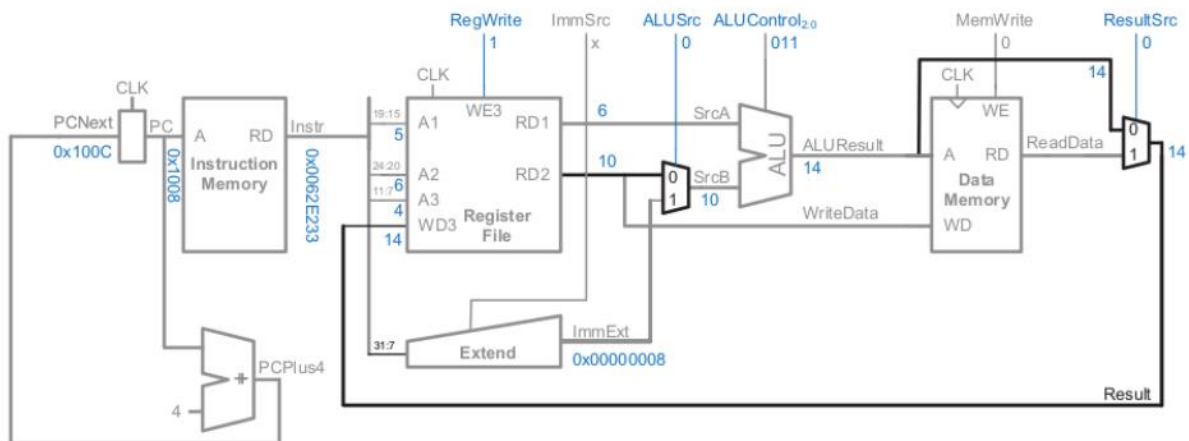 RegWrite ImmSrc ALUSrc ALUControl2:0 MemWrite ResultSrc
1 x 0 011 0 0
CLK CLK CLK 14
PCNext PC Instr 19:15 A1 WE3 RD1 6 SrcA WE 0
0x100C A RD 5 ALUResult A RD ReadData 1 14
0x1008 Instruction Memory 0x0062E233 24:20 A2 RD2 10 0 SrcB ALU 14 Data Memory
6 1 10
11:7 A3 Register File WriteData
4 WD
WD3
14
31:7 Extend ImmExt
PCPlus4 0x00000008
+
4 Result